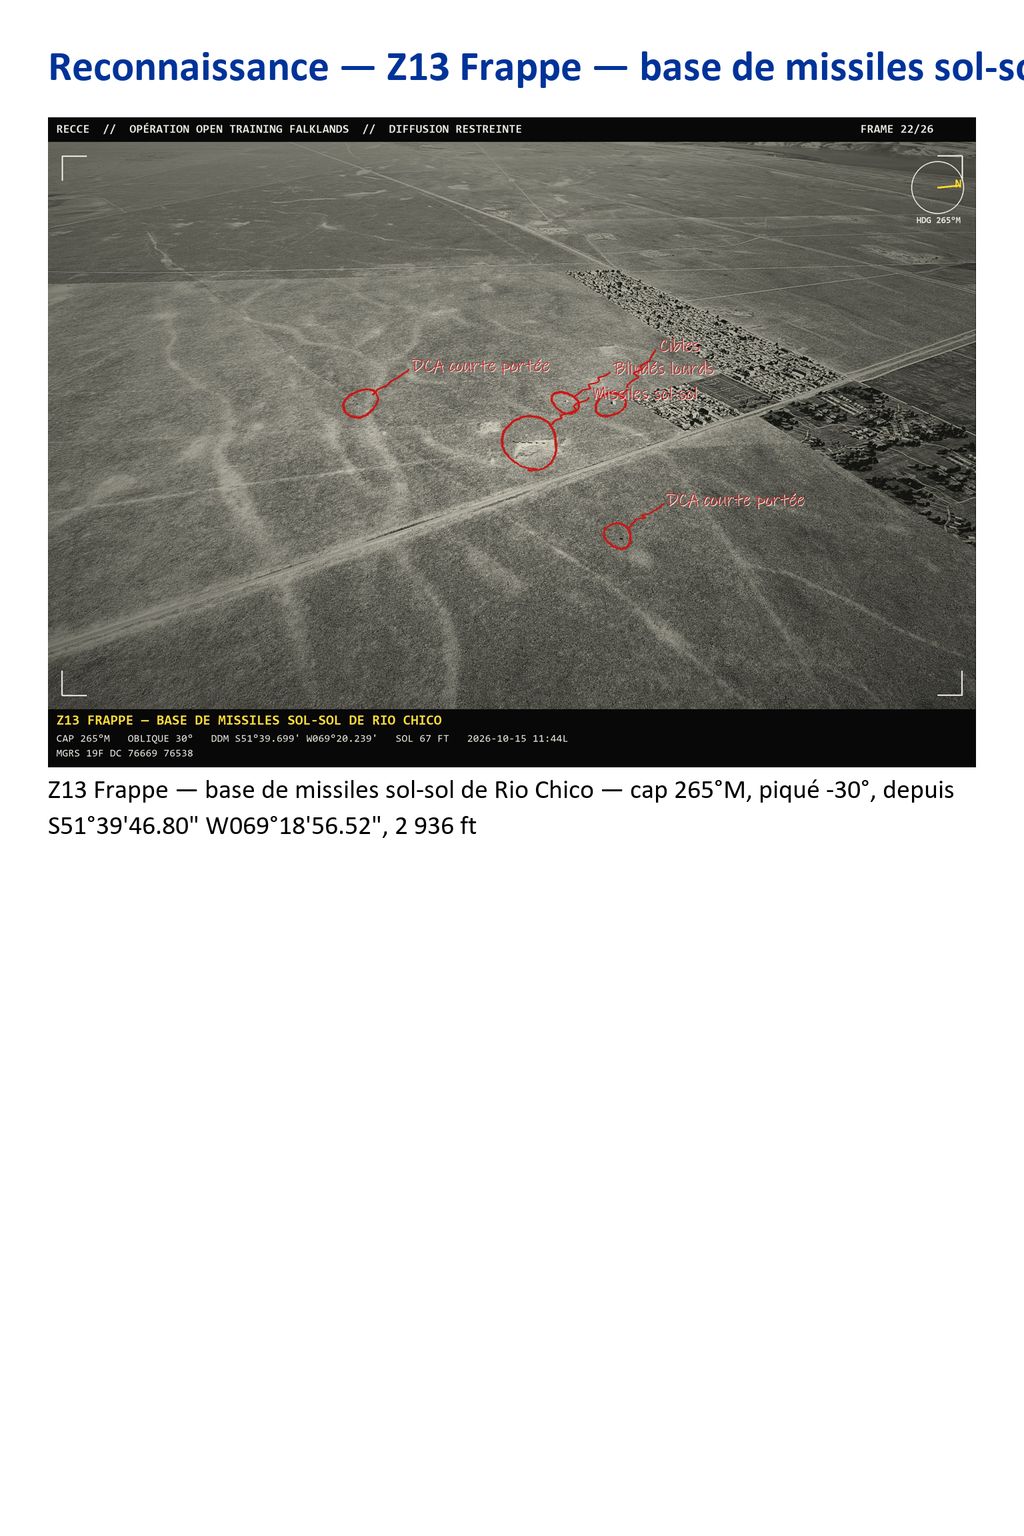 Reconnaissance — Z13 Frappe — base de missiles sol-so
RECCE // OPÉRATION OPEN TRAINING FALKLANDS // DIFFUSION RESTREINTE FRAME 22/26
N
HDG 265°M
Cibles
DCA courte portée
Blindés lourds
Missiles sol-sol
DCA courte portée
Z13 FRAPPE — BASE DE MISSILES SOL-SOL DE RIO CHICO
CAP 265°M OBLIQUE 30° DDM S51°39.699' W069°20.239' SOL 67 FT 2026-10-15 11:44L
MGRS 19F DC 76669 76538
Z13 Frappe — base de missiles sol-sol de Rio Chico — cap 265°M, piqué -30°, depuis
S51°39'46.80" W069°18'56.52", 2 936 ft